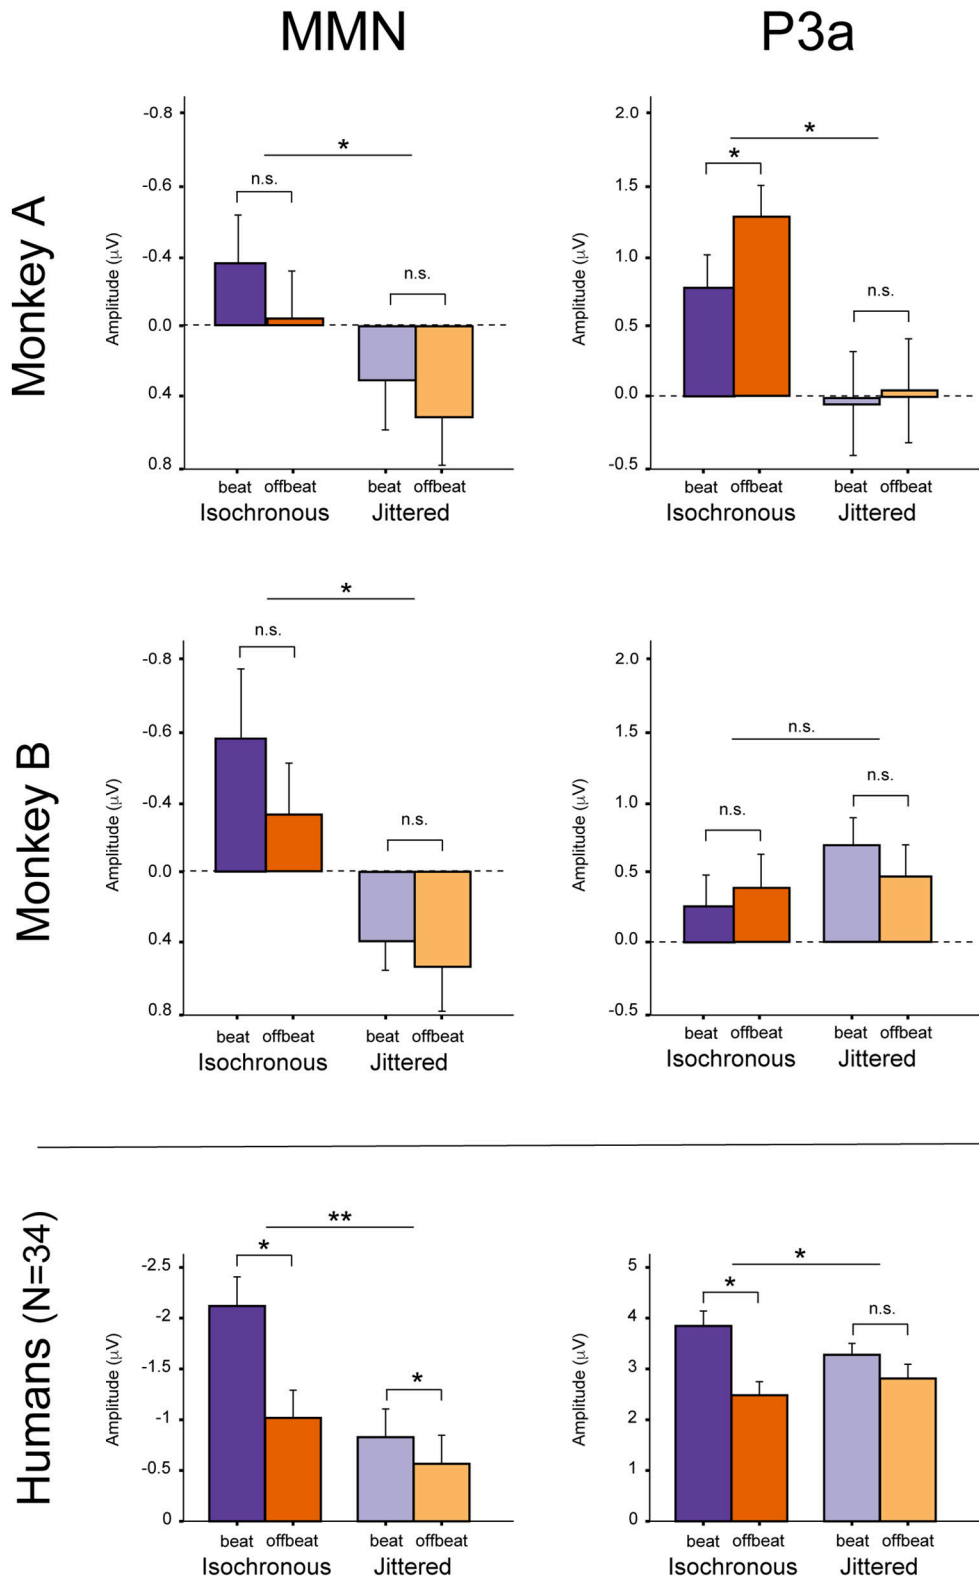 MMN P3a
Monkey A
-0.8
-0.6
-0.4
0.0
0.4
0.8
Amplitude (µV)
*
n.s.
n.s.
beat offbeat beat offbeat
Isochronous Jittered
2.0
1.5
1.0
0.5
0.0
-0.5
Amplitude (µV)
*
*
n.s.
beat offbeat beat offbeat
Isochronous Jittered
Monkey B
-0.8
-0.6
-0.4
0.0
0.4
0.8
Amplitude (µV)
*
n.s.
n.s.
beat offbeat beat offbeat
Isochronous Jittered
2.0
1.5
1.0
0.5
0.0
-0.5
Amplitude (µV)
n.s.
n.s.
n.s.
beat offbeat beat offbeat
Isochronous Jittered
Humans (N=34)
-2.5
-2
-1.5
-1
-0.5
0
Amplitude (µV)
**
*
*
beat offbeat beat offbeat
Isochronous Jittered
5
4
3
2
1
0
Amplitude (µV)
*
*
n.s.
beat offbeat beat offbeat
Isochronous Jittered